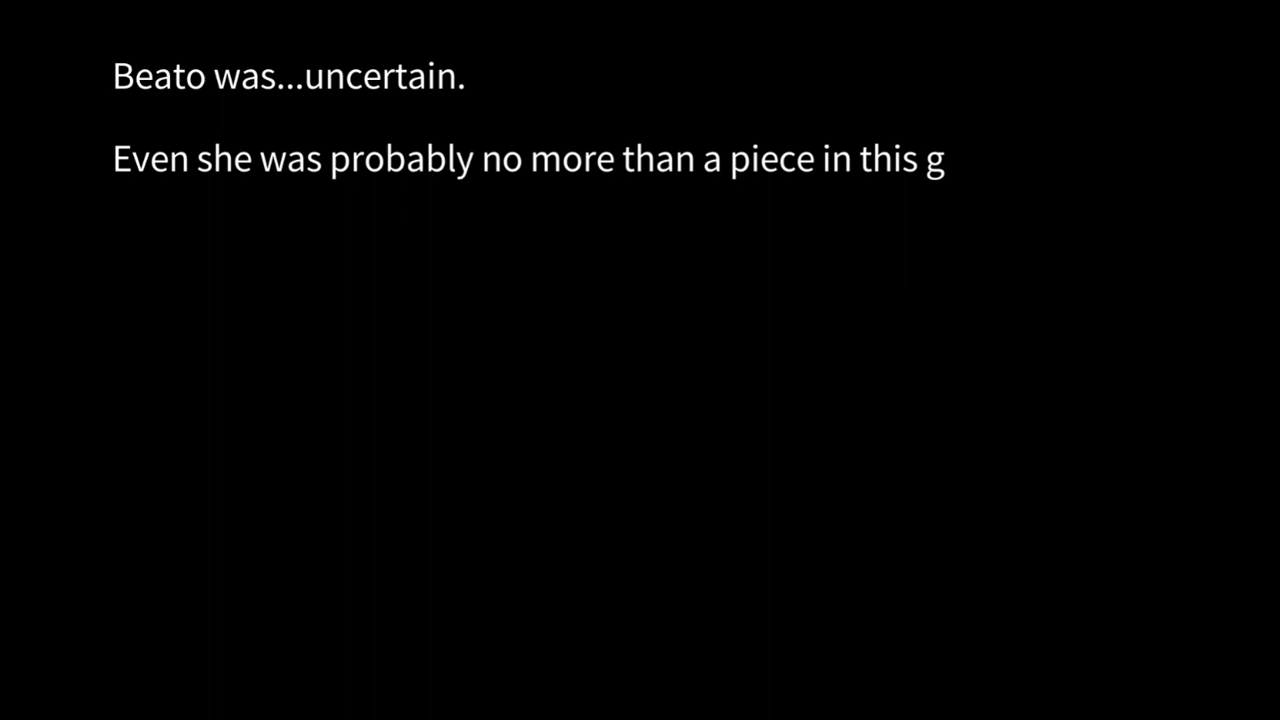 Beato was...uncertain.
Even she was probably no more than a piece in this g